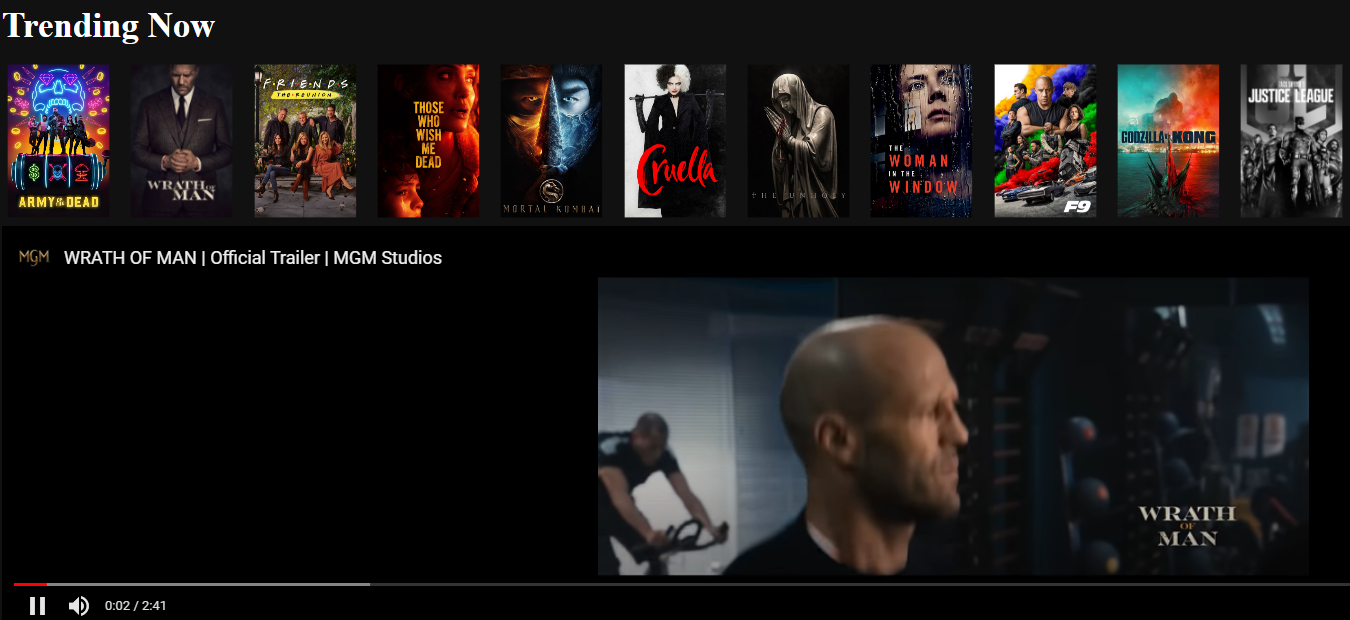 Trending Now
ARMY OF THE DEAD
WRATH OF
MAN
F·R·I·E·N·D·S
THE REUNION
THOSE
WHO
WISH
ME
DEAD
MORTAL KOMBAT
Cruella
THE UNHOLY
THE
WOMAN
IN THE
WINDOW
F9
GODZILLA VS. KONG
JUSTICE LEAGUE
MGM
WRATH OF MAN | Official Trailer | MGM Studios
WRATH
OF
MAN
0:02 / 2:41